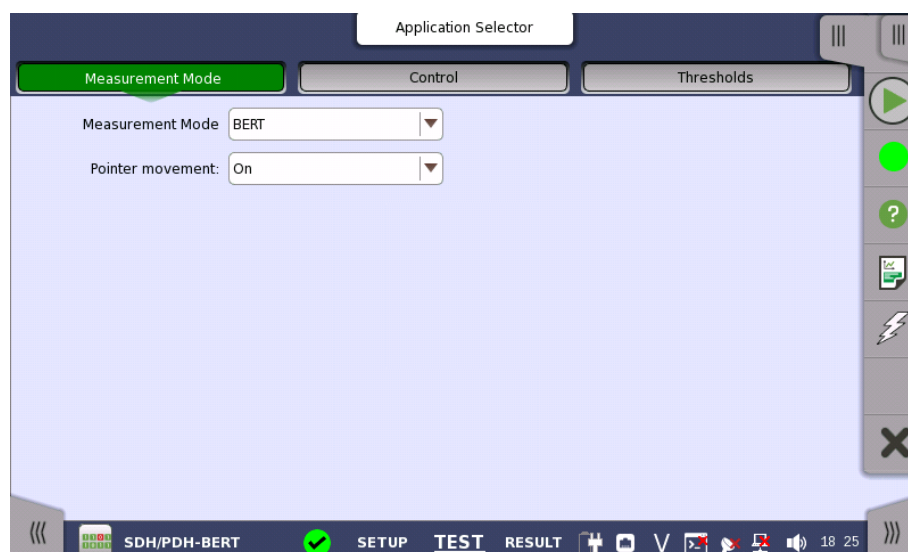 Application Selector
Measurement Mode Control Thresholds
Measurement Mode BERT
Pointer movement: On
SDH/PDH-BERT SETUP TEST RESULT 18 25